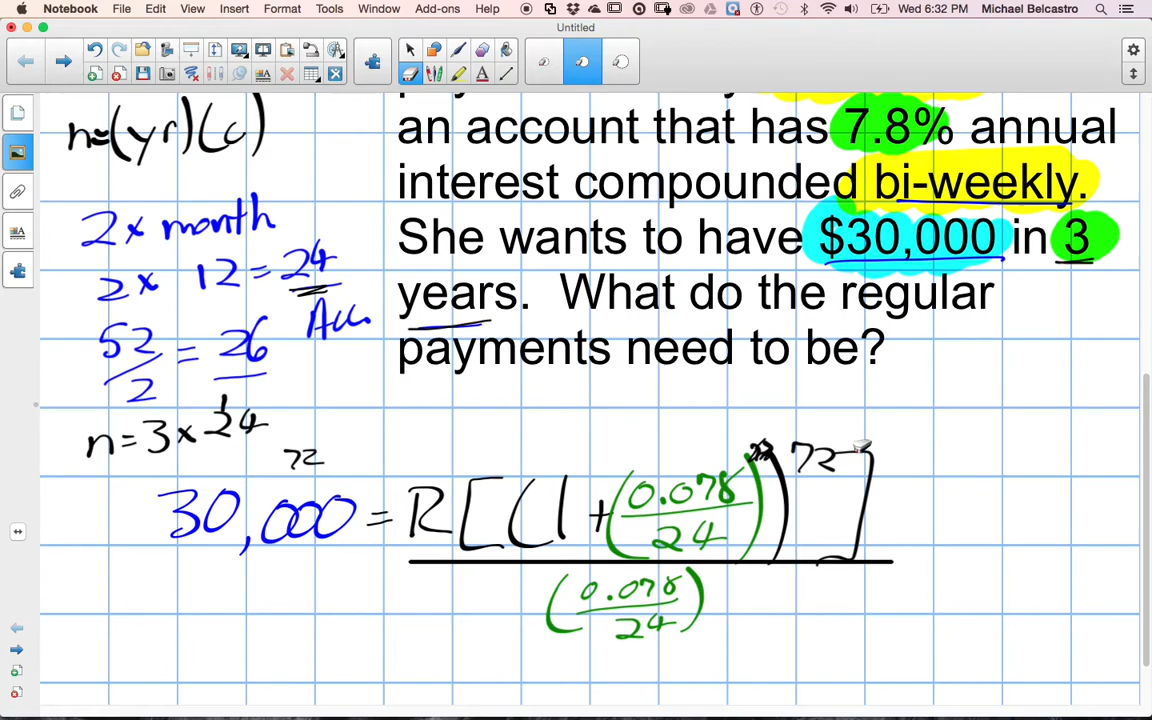 Notebook File Edit View Insert Format Tools Window Add-ons Help Wed 6:32 PM Michael Belcastro
Untitled
n=(yr)(c)
an account that has 7.8% annual
interest compounded bi-weekly.
She wants to have $30,000 in 3
years. What do the regular
payments need to be?
2 x month
2 x 12 = 24
Acc.
52/2 = 26
n = 3 x 24
72
30,000 = R[(1+(0.078/24))72]
(0.078/24)